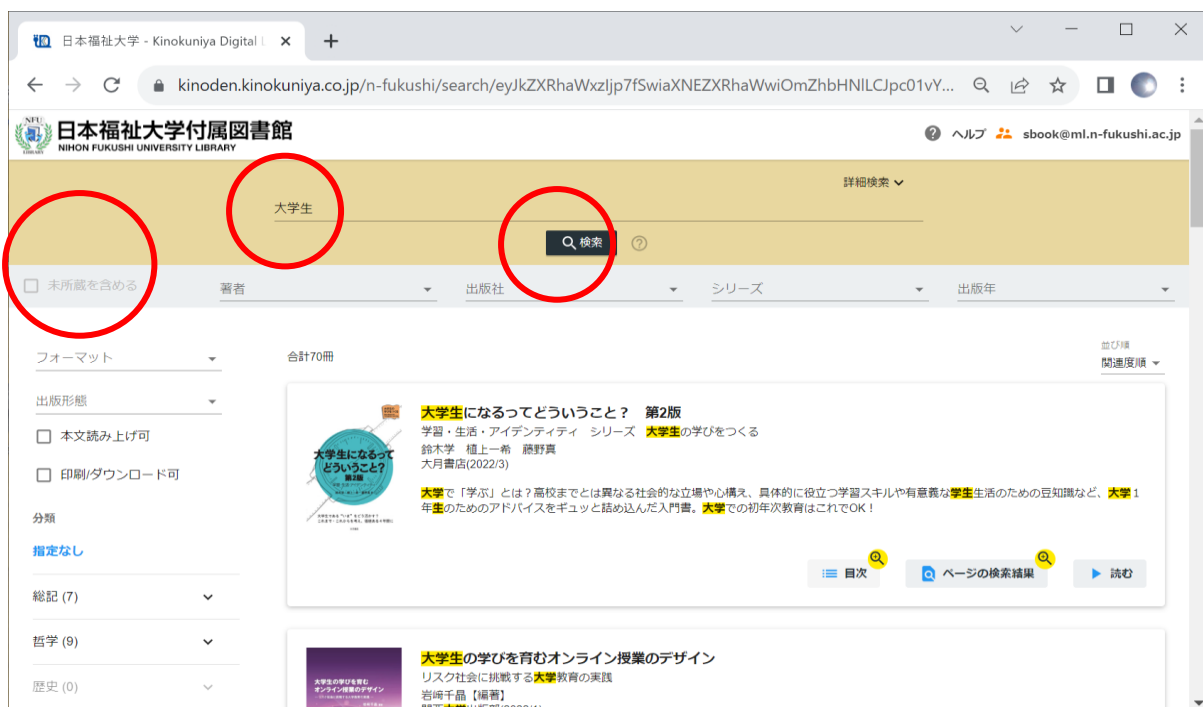 日本福祉大学 - Kinokuniya Digital L
kinoden.kinokuniya.co.jp/n-fukushi/search/eyJkZXRhaWxzIjp7fSwiaXNEZXRhaWwiOmZhbHNlLCJpc01vY...
NFU
日本福祉大学付属図書館
NIHON FUKUSHI UNIVERSITY LIBRARY
LIBRARY
ヘルプ sbook@ml.n-fukushi.ac.jp
詳細検索
大学生
検索
未所蔵を含める 著者 出版社 シリーズ 出版年
フォーマット
合計70冊
並び順
関連度順
出版形態
本文読み上げ可
印刷/ダウンロード可
分類
指定なし
総記 (7)
哲学 (9)
歴史 (0)
大学生になって
どういうこと?
第2版
大学生になるってどういうこと？　第2版
学習・生活・アイデンティティ　シリーズ　大学生の学びをつくる
鈴木学　植上一希　藤野真
大月書店(2022/3)
大学で「学ぶ」とは？高校までとは異なる社会的な立場や心構え、具体的に役立つ学習スキルや有意義な学生生活のための豆知識など、大学１
年生のためのアドバイスをギュッと詰め込んだ入門書。大学での初年次教育はこれでOK！
目次 ページの検索結果 読む
大学生の学びを育む
オンライン授業のデザイン
大学生の学びを育むオンライン授業のデザイン
リスク社会に挑戦する大学教育の実践
岩﨑千晶【編著】
関西大学出版部(2022/1)